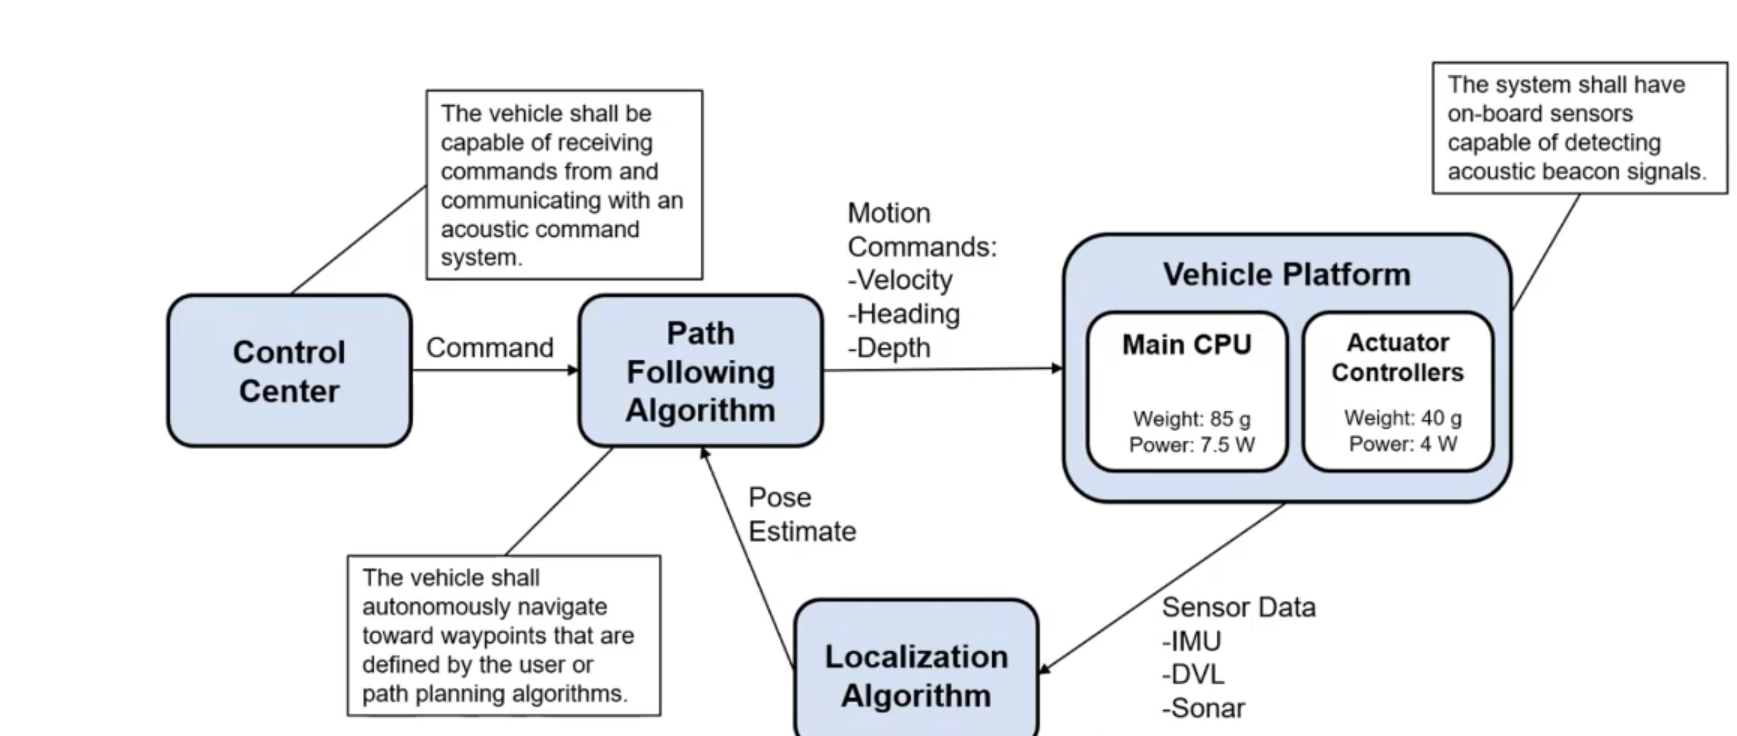 The system shall have
on-board sensors
capable of detecting
acoustic beacon signals.
The vehicle shall be
capable of receiving
commands from and
communicating with an
acoustic command
system.
Motion
Commands:
-Velocity
-Heading
-Depth
Control
Center
Command
Path
Following
Algorithm
Vehicle Platform
Main CPU
Weight: 85 g
Power: 7.5 W
Actuator
Controllers
Weight: 40 g
Power: 4 W
Pose
Estimate
The vehicle shall
autonomously navigate
toward waypoints that are
defined by the user or
path planning algorithms.
Localization
Algorithm
Sensor Data
-IMU
-DVL
-Sonar